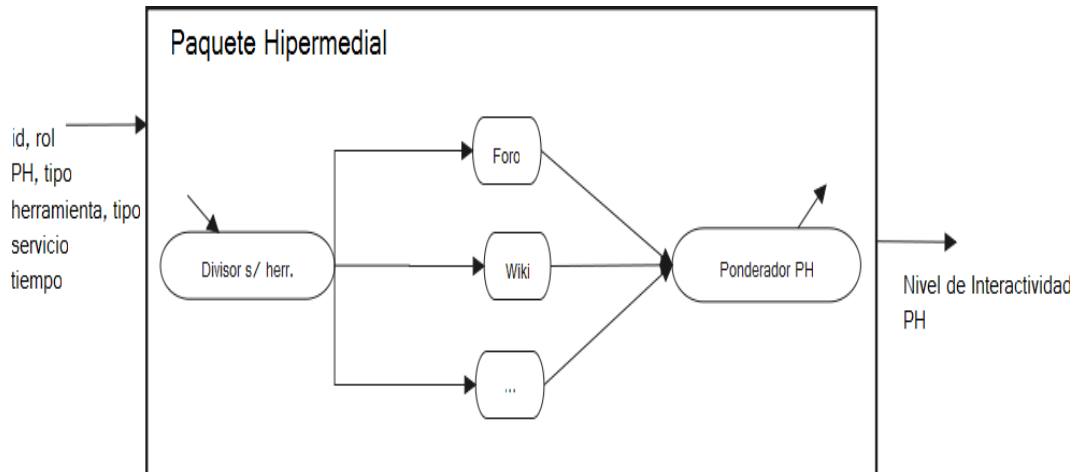 Paquete Hipermedial
id, rol
PH, tipo
herramienta, tipo
servicio
tiempo
Foro
Divisor s/ herr.
Wiki
Ponderador PH
...
Nivel de Interactividad
PH